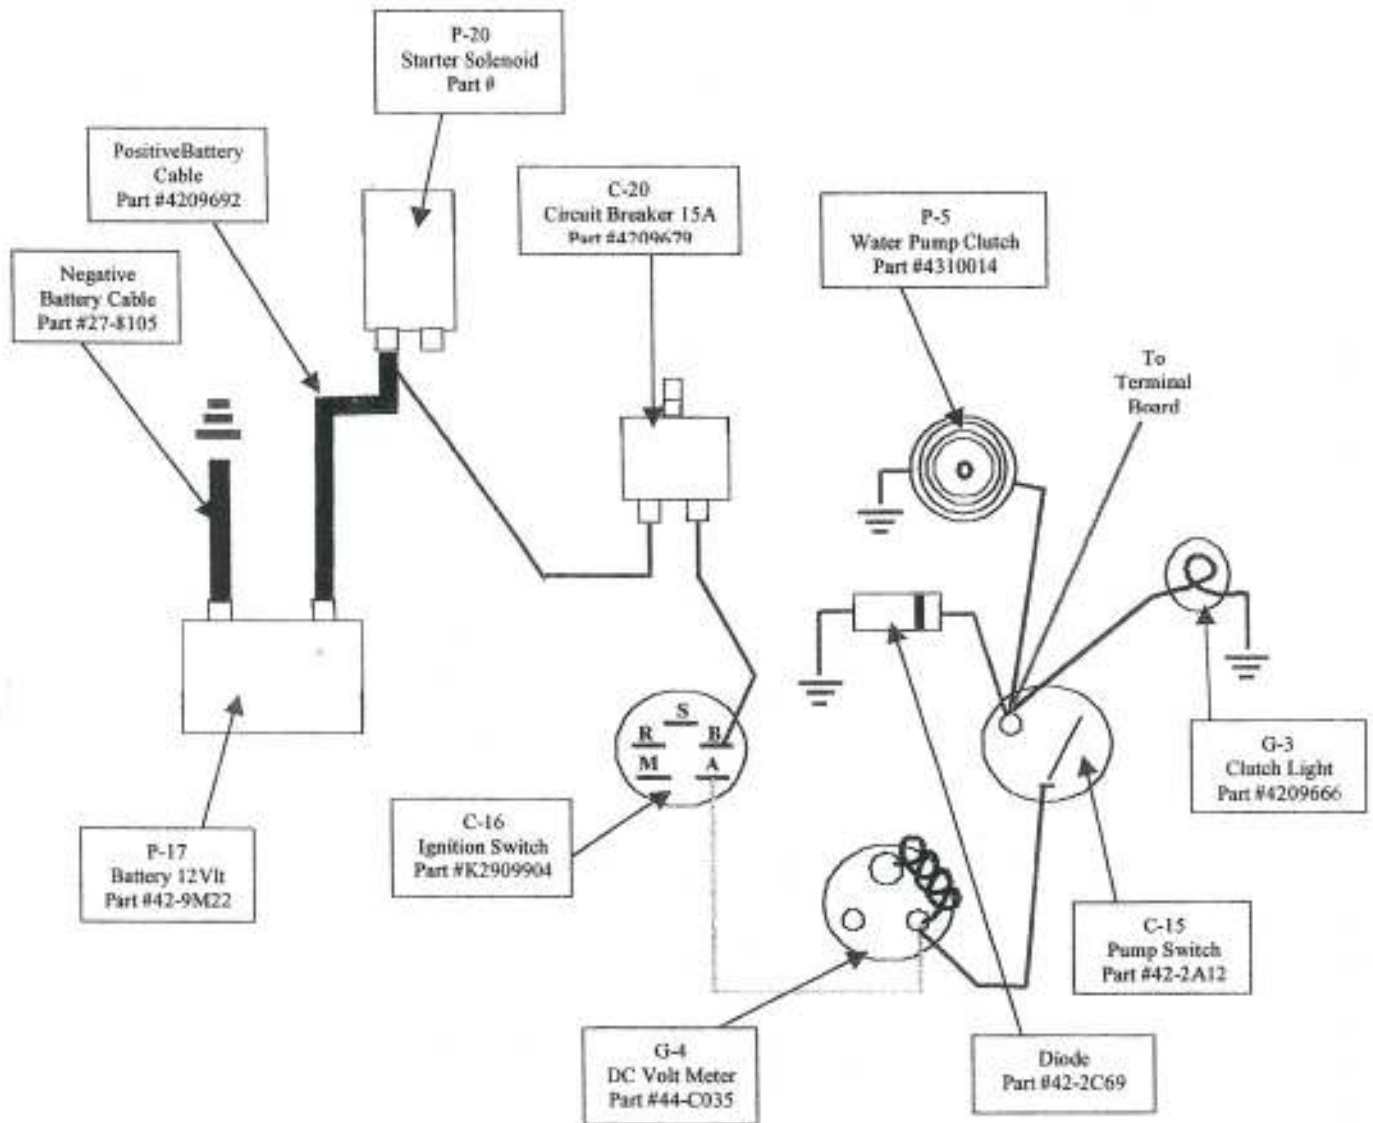 P-20
Starter Solenoid
Part #
PositiveBattery
Cable
Part #4209692
C-20
Circuit Breaker 15A
Part #4209679
P-5
Water Pump Clutch
Part #4310014
Negative
Battery Cable
Part #27-8105
To
Terminal
Board
S
R B
M A
G-3
Clutch Light
Part #4209666
C-16
Ignition Switch
Part #K2909904
P-17
Battery 12Vlt
Part #42-9M22
C-15
Pump Switch
Part #42-2A12
G-4
DC Volt Meter
Part #44-C035
Diode
Part #42-2C69